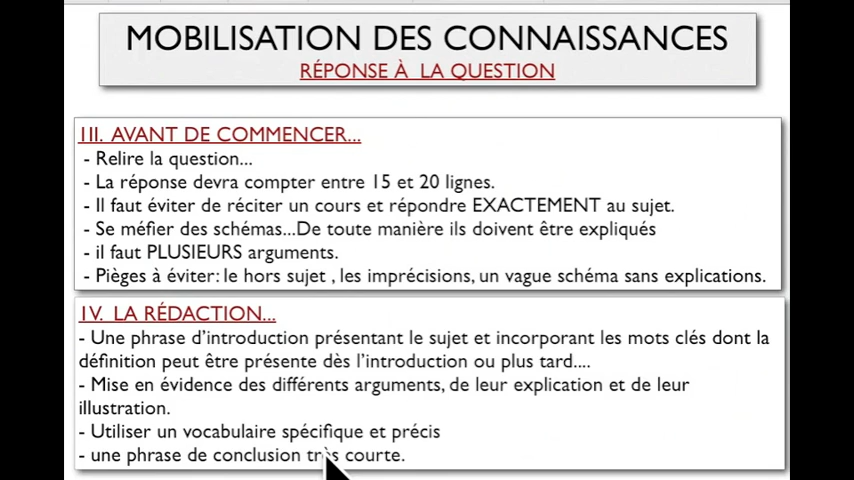 MOBILISATION DES CONNAISSANCES
RÉPONSE À LA QUESTION
III. AVANT DE COMMENCER...
- Relire la question...
- La réponse devra compter entre 15 et 20 lignes.
- Il faut éviter de réciter un cours et répondre EXACTEMENT au sujet.
- Se méfier des schémas...De toute manière ils doivent être expliqués
- il faut PLUSIEURS arguments.
- Pièges à éviter: le hors sujet , les imprécisions, un vague schéma sans explications.
IV. LA RÉDACTION...
- Une phrase d'introduction présentant le sujet et incorporant les mots clés dont la
définition peut être présente dès l'introduction ou plus tard....
- Mise en évidence des différents arguments, de leur explication et de leur
illustration.
- Utiliser un vocabulaire spécifique et précis
- une phrase de conclusion très courte.